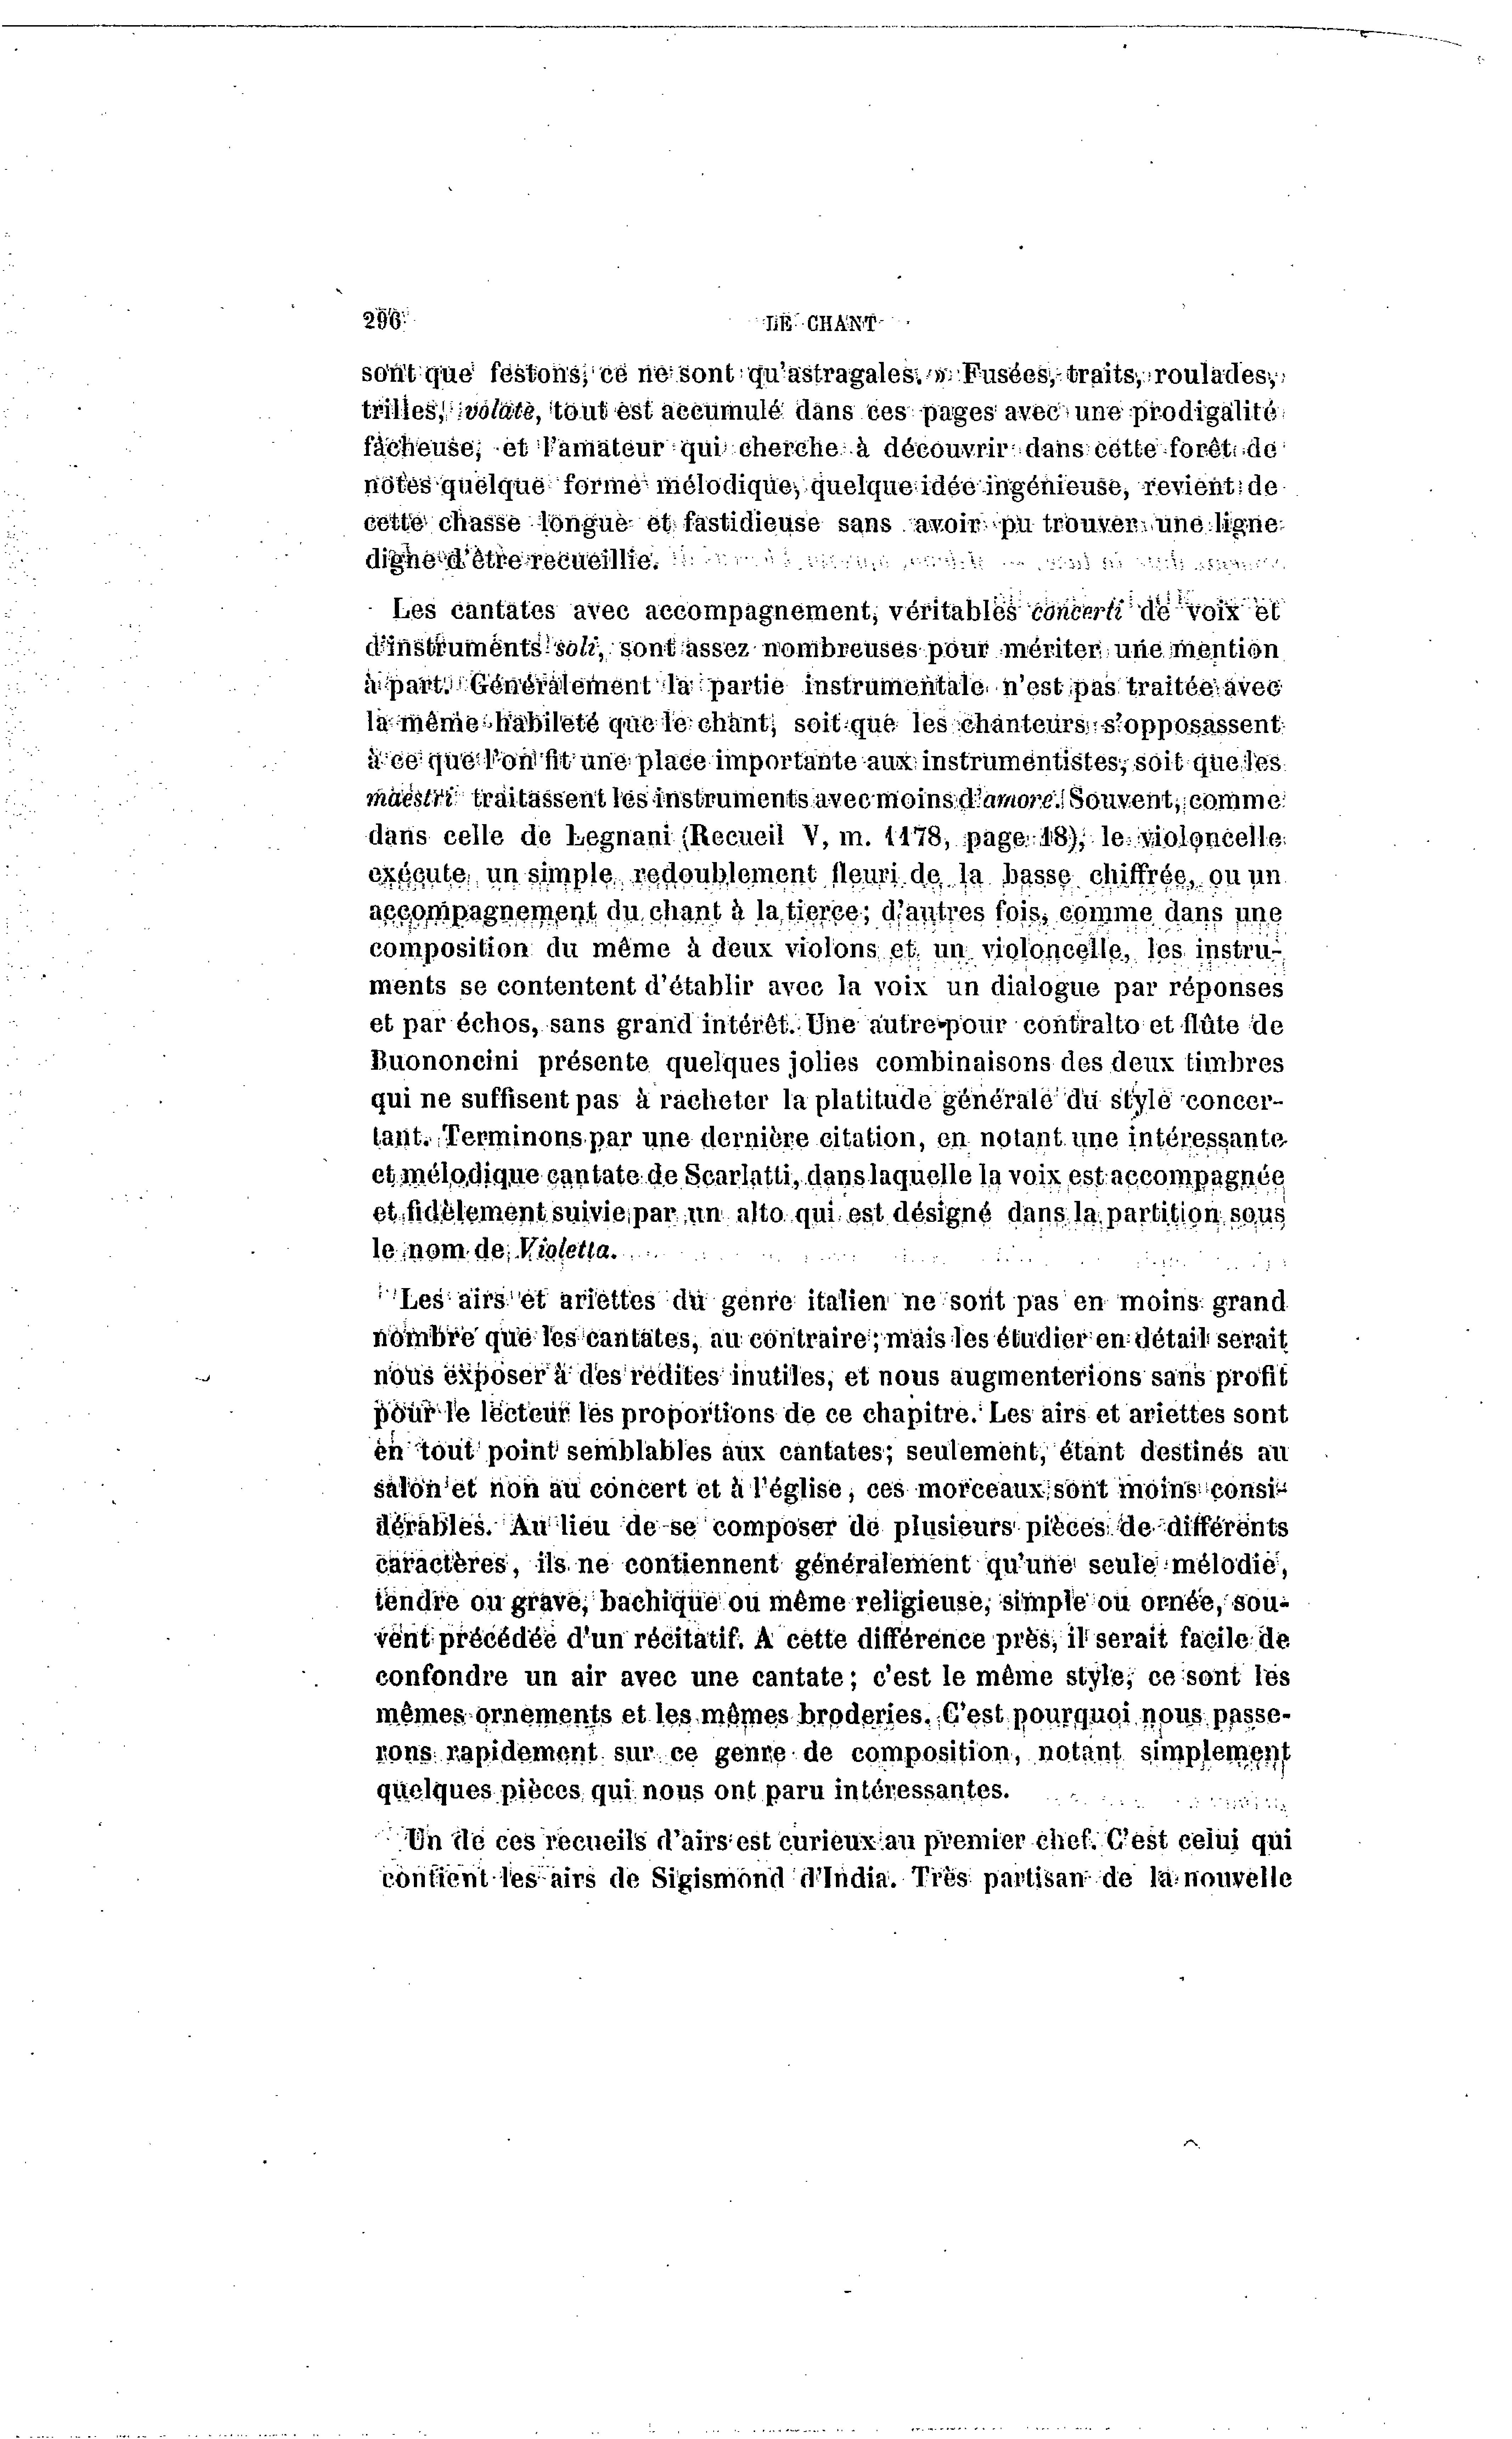 296 LE CHANT
sont que festons, ce ne sont qu'astragales. » Fusées, traits, roulades,
trilles, volate, tout est accumulé dans ces pages avec une prodigalité
fâcheuse, et l'amateur qui cherche à découvrir dans cette forêt de
notes quelque forme mélodique, quelque idée ingénieuse, revient de
cette chasse longue et fastidieuse sans avoir pu trouver une ligne
digne d'être recueillie.
Les cantates avec accompagnement, véritables concerti de voix et
d'instruments soli, sont assez nombreuses pour mériter une mention
à part. Généralement la partie instrumentale n'est pas traitée avec
la même habileté que le chant, soit que les chanteurs s'opposassent
à ce que l'on fit une place importante aux instrumentistes, soit que les
maestri traitassent les instruments avec moins d'amore. Souvent, comme
dans celle de Legnani (Recueil V, m. 1178, page 18), le violoncelle
exécute un simple redoublement fleuri de la basse chiffrée, ou un
accompagnement du chant à la tierce; d'autres fois, comme dans une
composition du même à deux violons et un violoncelle, les instru-
ments se contentent d'établir avec la voix un dialogue par réponses
et par échos, sans grand intérêt. Une autre pour contralto et flûte de
Buononcini présente quelques jolies combinaisons des deux timbres
qui ne suffisent pas à racheter la platitude générale du style concer-
tant. Terminons par une dernière citation, en notant une intéressante
et mélodique cantate de Scarlatti, dans laquelle la voix est accompagnée
et fidèlement suivie par un alto qui est désigné dans la partition sous
le nom de Violetta.
Les airs et ariettes du genre italien ne sont pas en moins grand
nombre que les cantates, au contraire; mais les étudier en détail serait
nous exposer à des redites inutiles, et nous augmenterions sans profit
pour le lecteur les proportions de ce chapitre. Les airs et ariettes sont
en tout point semblables aux cantates; seulement, étant destinés au
salon et non au concert et à l'église, ces morceaux sont moins consi-
dérables. Au lieu de se composer de plusieurs pièces de différents
caractères, ils ne contiennent généralement qu'une seule mélodie,
tendre ou grave, bachique ou même religieuse, simple ou ornée, sou-
vent précédée d'un récitatif. A cette différence près, il serait facile de
confondre un air avec une cantate; c'est le même style, ce sont les
mêmes ornements et les mêmes broderies. C'est pourquoi nous passe-
rons rapidement sur ce genre de composition, notant simplement
quelques pièces qui nous ont paru intéressantes.
Un de ces recueils d'airs est curieux au premier chef. C'est celui qui
contient les airs de Sigismond d'India. Très partisan de la nouvelle